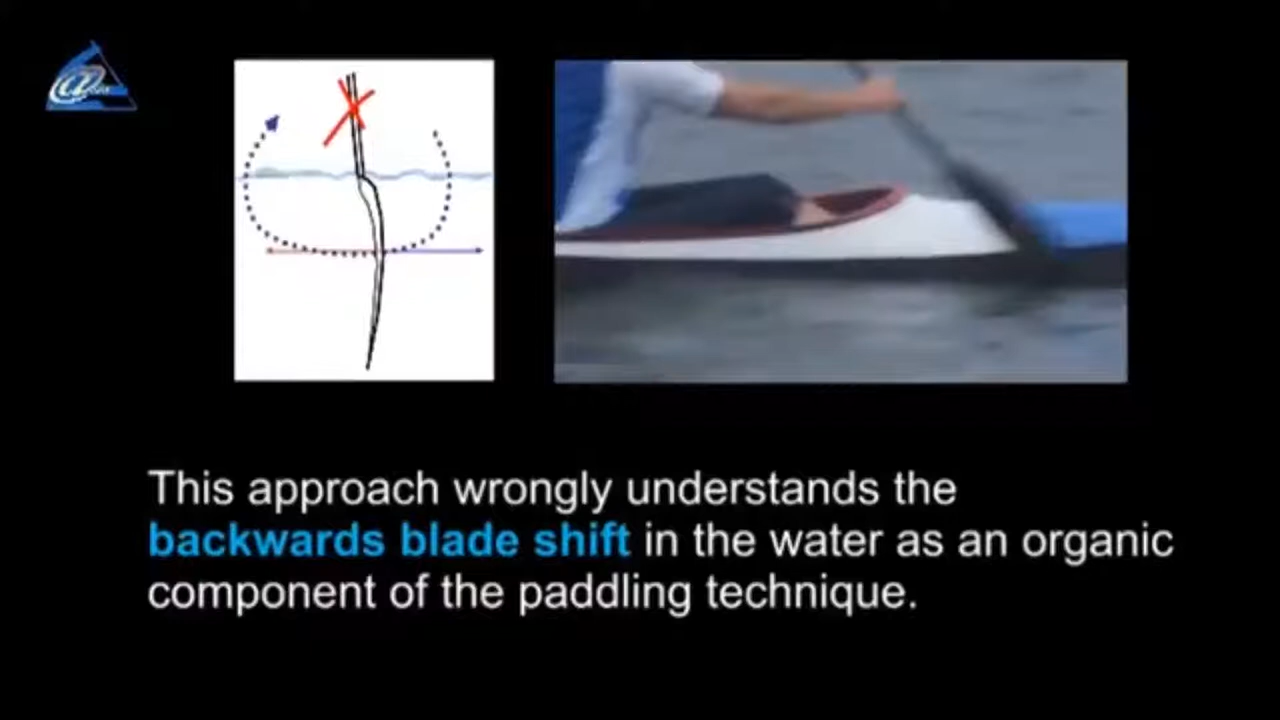 This approach wrongly understands the
backwards blade shift in the water as an organic
component of the paddling technique.